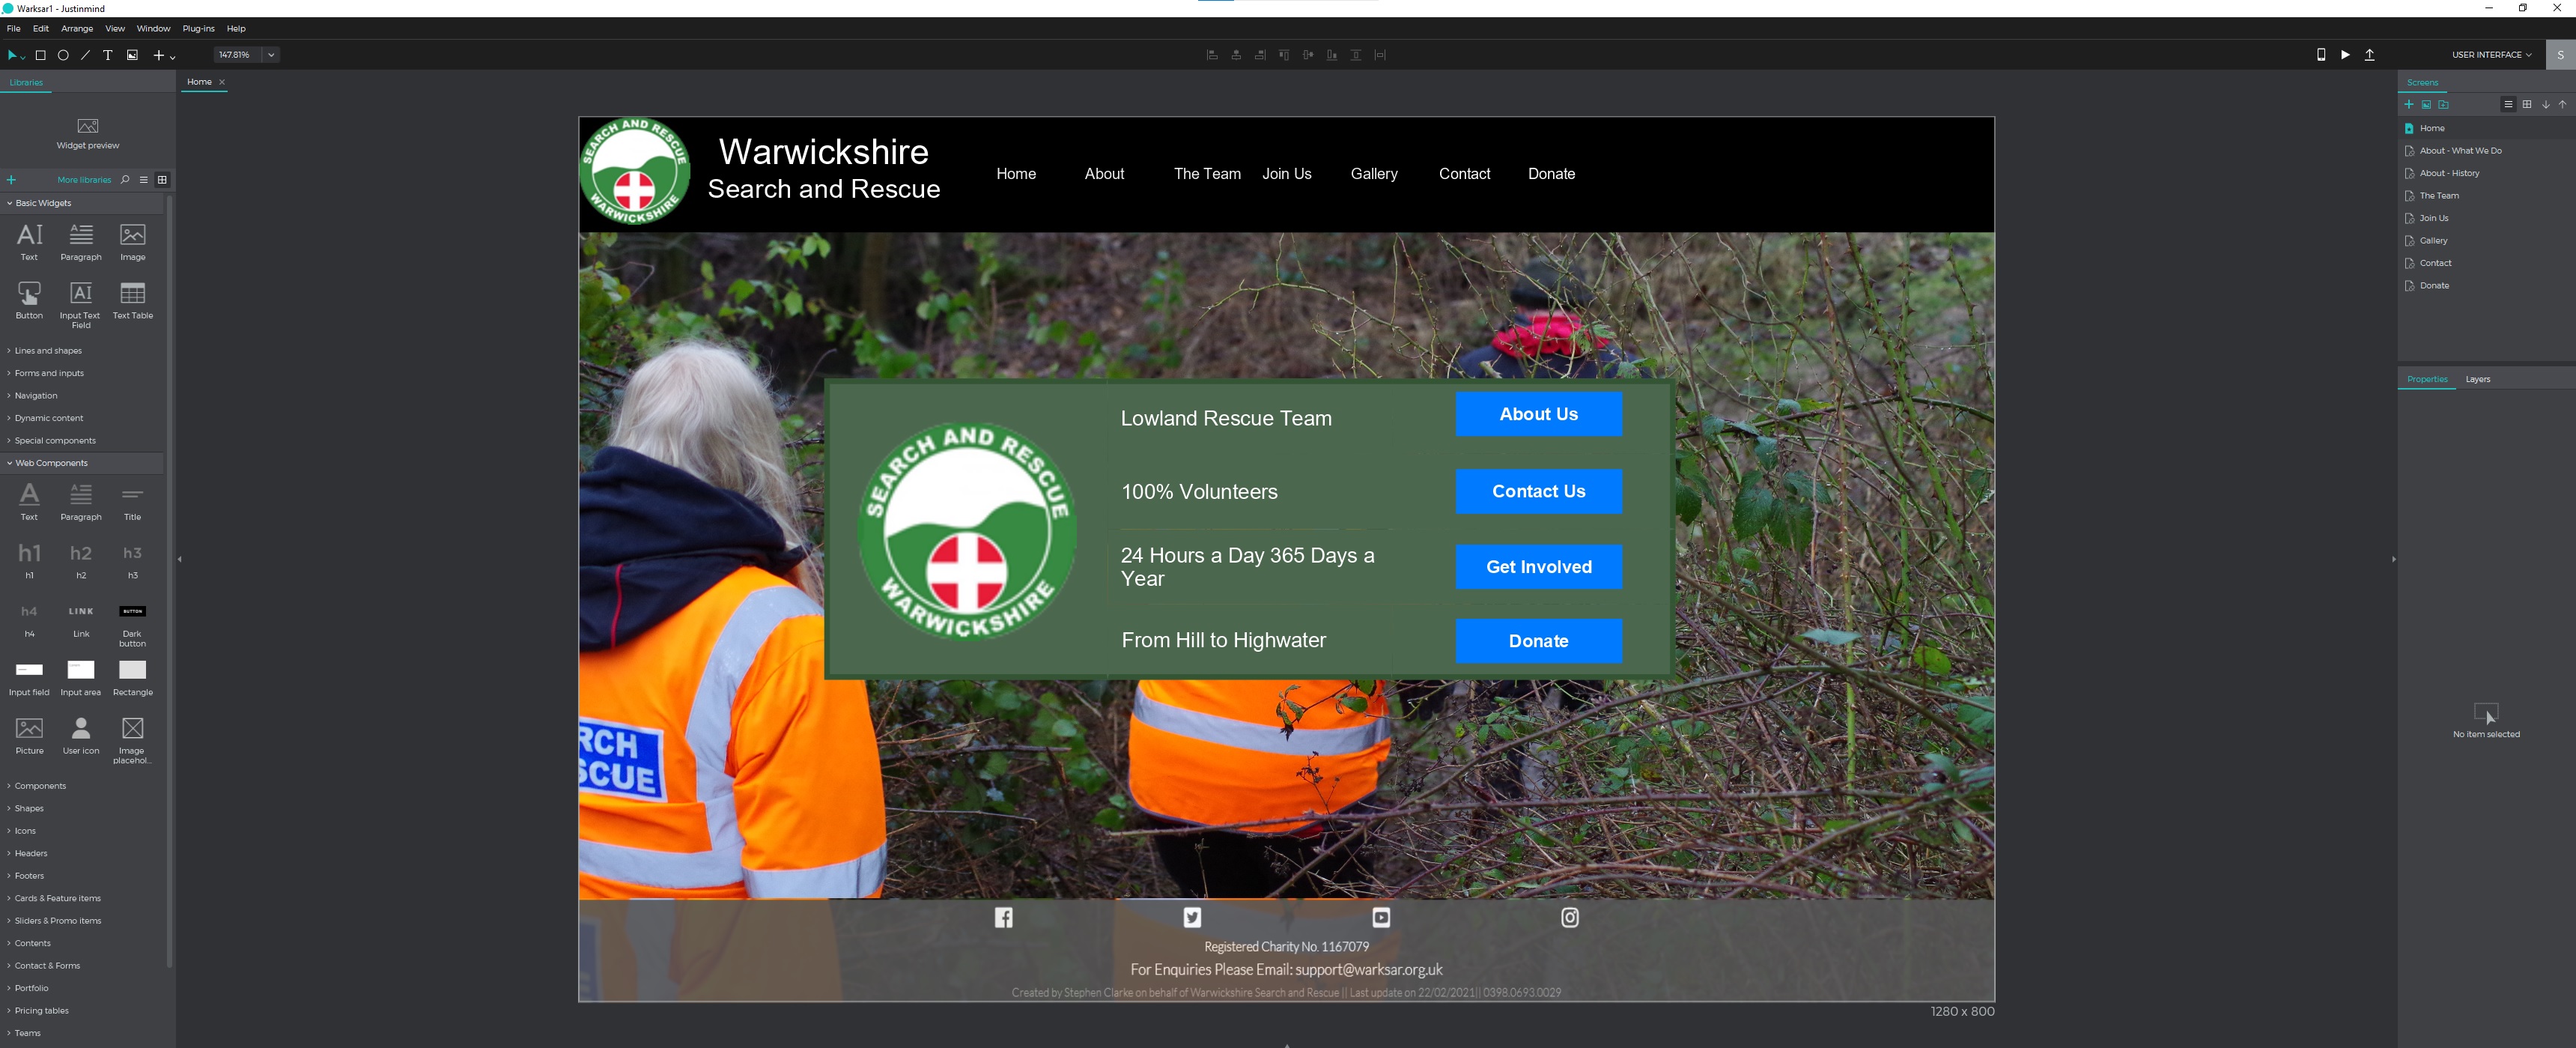 Warksar1 - Justinmind
File Edit Arrange View Window Plug-ins Help
147.81%
USER INTERFACE
S
Libraries
Home
Screens
Widget preview
More libraries
Basic Widgets
Text Paragraph Image
Button Input Text Field Text Table
Lines and shapes
Forms and inputs
Navigation
Dynamic content
Special components
Web Components
Text Paragraph Title
h1 h2 h3
h1 h2 h3
h4 LINK BUTTON
h4 Link Dark button
Input field Input area Rectangle
Picture User icon Image placehol...
Components
Shapes
Icons
Headers
Footers
Cards & Feature items
Sliders & Promo items
Contents
Contact & Forms
Portfolio
Pricing tables
Teams
SEARCH AND RESCUE
WARWICKSHIRE
Warwickshire
Search and Rescue
Home About The Team Join Us Gallery Contact Donate
SEARCH AND RESCUE
WARWICKSHIRE
Lowland Rescue Team
About Us
100% Volunteers
Contact Us
24 Hours a Day 365 Days a
Year
Get Involved
From Hill to Highwater
Donate
RCH
SCUE
Registered Charity No. 1167079
For Enquiries Please Email: support@warksar.org.uk
Created by Stephen Clarke on behalf of Warwickshire Search and Rescue || Last update on 22/02/2021|| 0398.0693.0029
1280 x 800
Home
About - What We Do
About - History
The Team
Join Us
Gallery
Contact
Donate
Properties Layers
No item selected